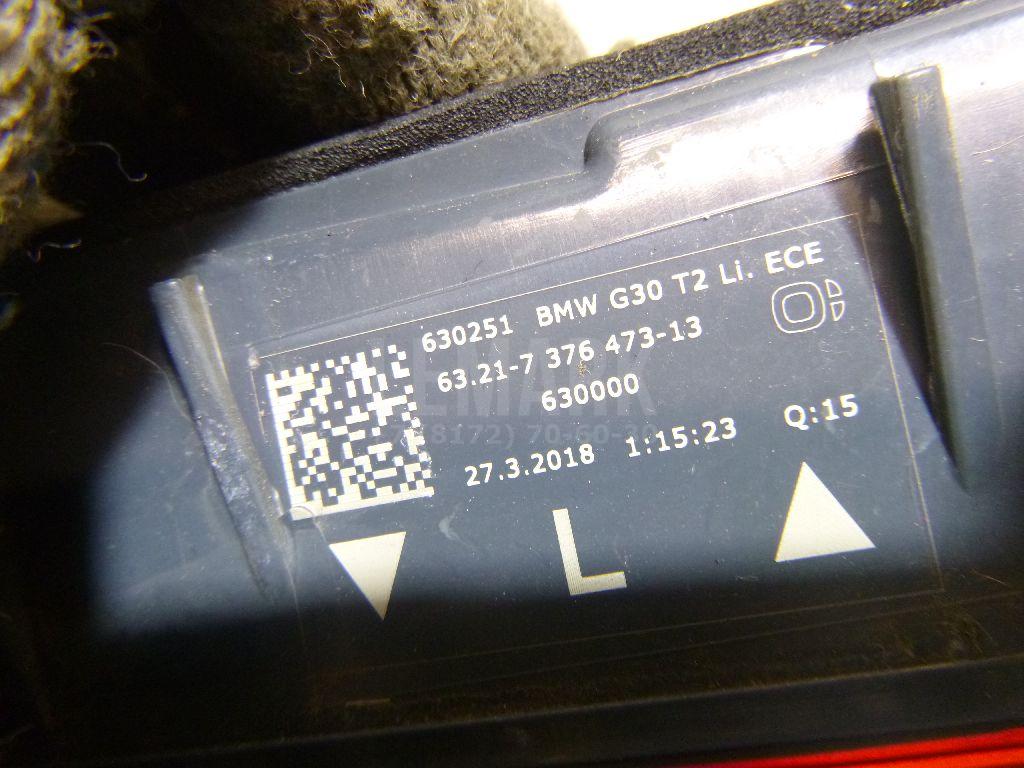 630251 BMW G30 T2 Li. ECE
63.21-7 376 473-13
630000
27.3.2018 1:15:23 Q:15
L